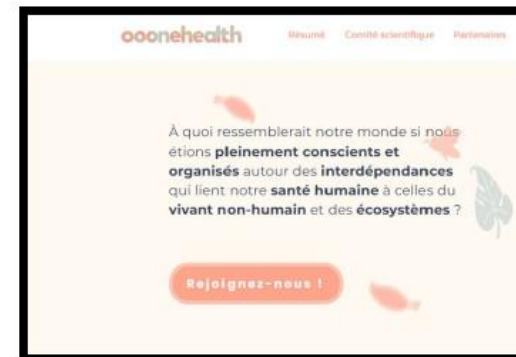 ooonehealth
Résumé Comité scientifique Partenaires
À quoi ressemblerait notre monde si nous
étions pleinement conscients et
organisés autour des interdépendances
qui lient notre santé humaine à celles du
vivant non-humain et des écosystèmes ?
Rejoignez-nous !